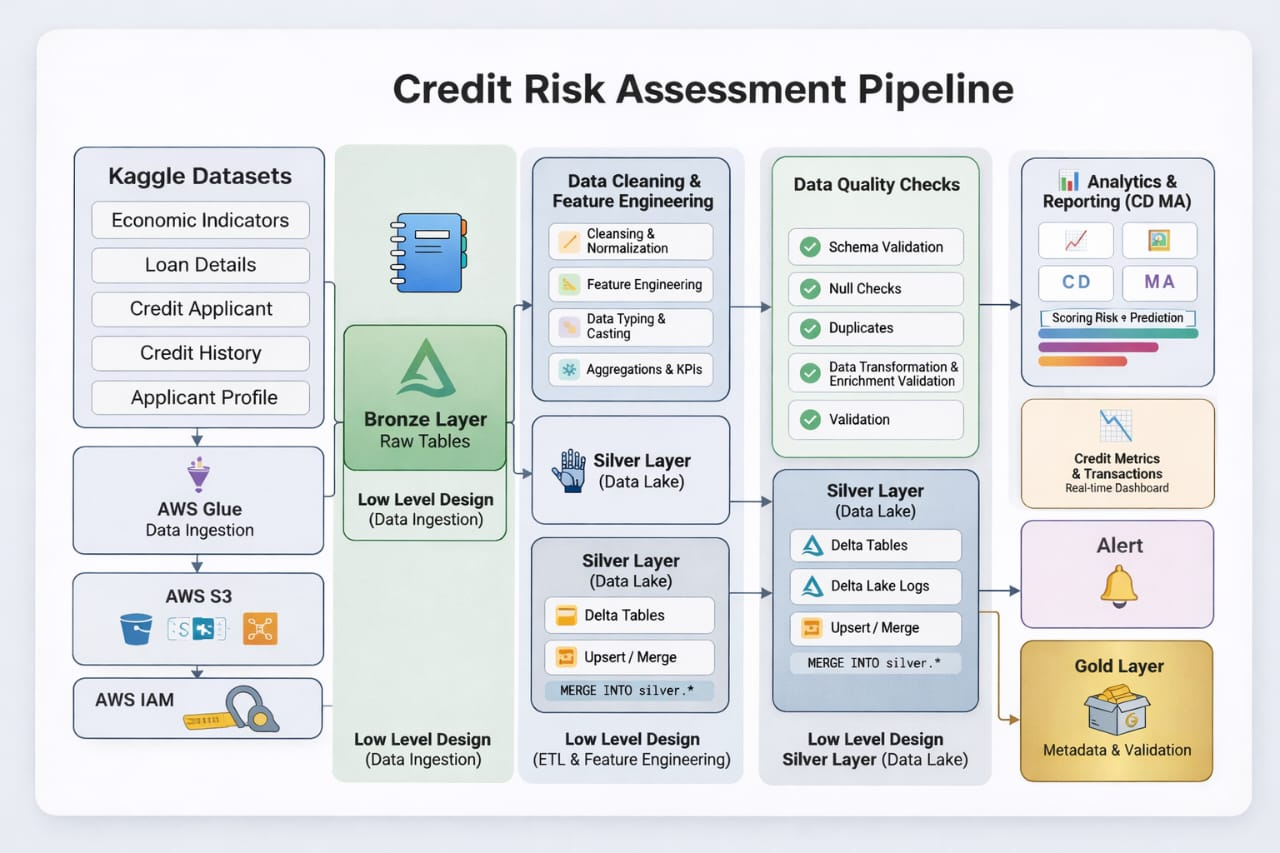 Credit Risk Assessment Pipeline
Kaggle Datasets
Economic Indicators
Loan Details
Credit Applicant
Credit History
Applicant Profile
AWS Glue
Data Ingestion
AWS S3
S
AWS IAM
Bronze Layer
Raw Tables
Low Level Design
(Data Ingestion)
Low Level Design
(Data Ingestion)
Data Cleaning &
Feature Engineering
Cleansing &
Normalization
Feature Engineering
Data Typing &
Casting
Aggregations & KPIs
Silver Layer
(Data Lake)
Silver Layer
(Data Lake)
Delta Tables
Upsert / Merge
MERGE INTO silver.*
Low Level Design
(ETL & Feature Engineering)
Data Quality Checks
Schema Validation
Null Checks
Duplicates
Data Transformation &
Enrichment Validation
Validation
Silver Layer
(Data Lake)
Delta Tables
Delta Lake Logs
Upsert / Merge
MERGE INTO silver.*
Low Level Design
Silver Layer (Data Lake)
Analytics &
Reporting (CD MA)
CD
MA
Scoring Risk Prediction
Credit Metrics
& Transactions
Real-time Dashboard
Alert
Gold Layer
G
Metadata & Validation